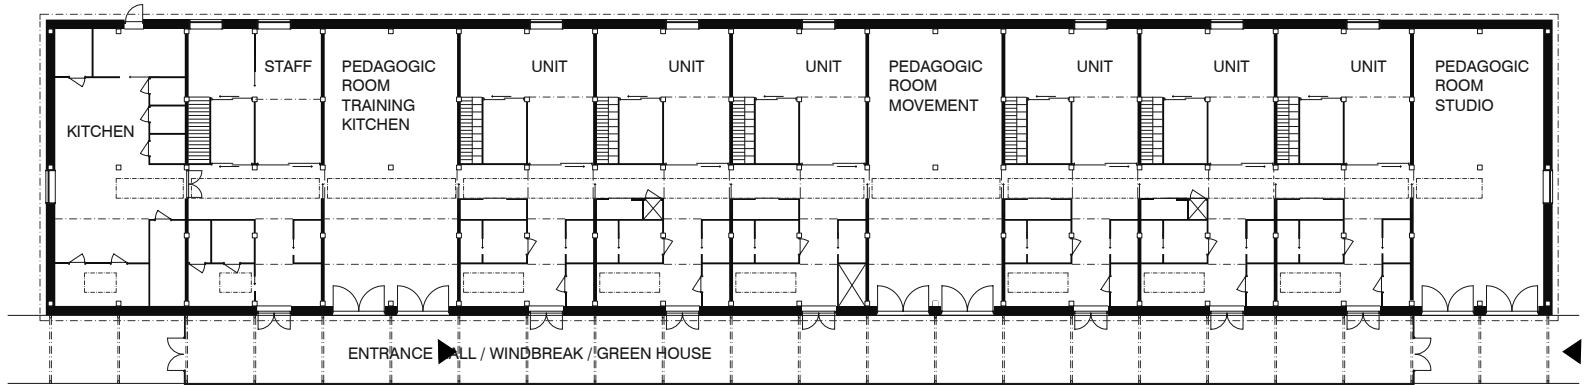 STAFF
PEDAGOGIC
ROOM
TRAINING
KITCHEN
UNIT
UNIT
UNIT
PEDAGOGIC
ROOM
MOVEMENT
UNIT
UNIT
UNIT
PEDAGOGIC
ROOM
STUDIO
KITCHEN
ENTRANCE ALL / WINDBREAK / GREEN HOUSE